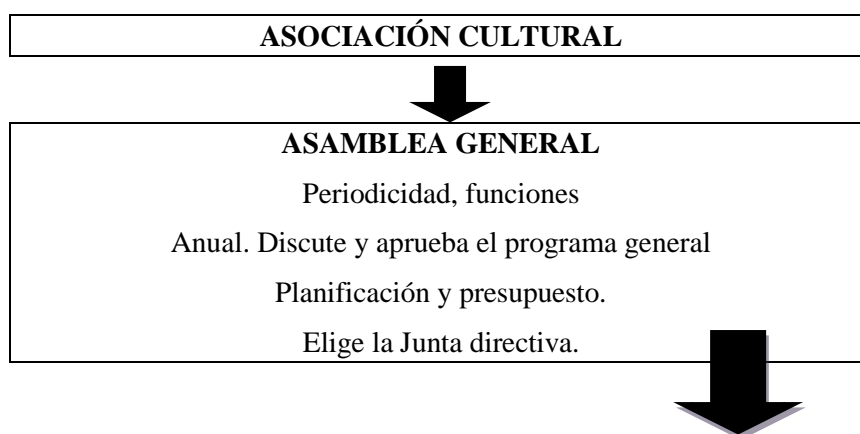 ASOCIACIÓN CULTURAL
ASAMBLEA GENERAL
Periodicidad, funciones
Anual. Discute y aprueba el programa general
Planificación y presupuesto.
Elige la Junta directiva.